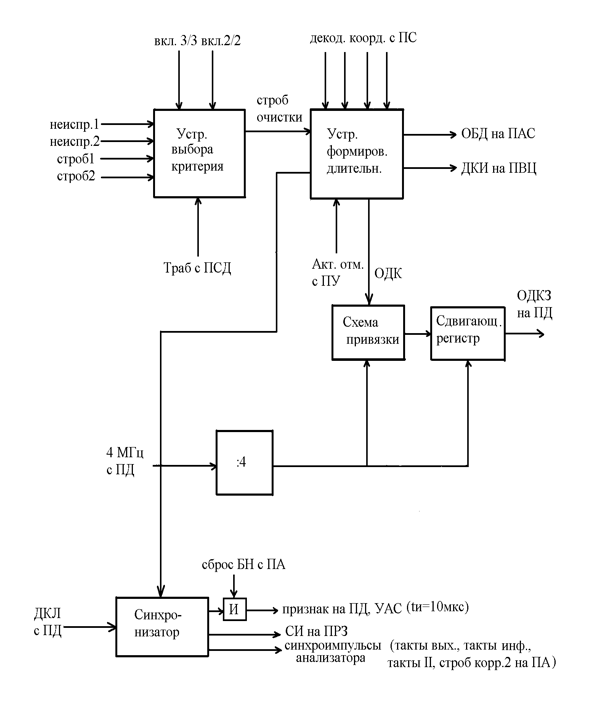 вкл. 3/3 вкл.2/2
декод. коорд. с ПС
строб
очистки
неиспр.1
неиспр.2
строб1
строб2
Устр.
выбора
критерия
Устр.
формиров.
длительн.
ОБД на ПАС
ДКИ на ПВЦ
Траб с ПСД
Акт. отм.
с ПУ
ОДК
ОДКЗ
на ПД
Схема
привязки
Сдвигающ.
регистр
4 МГц
с ПД
:4
сброс БН с ПА
ДКЛ
с ПД
Синхро-
низатор
И
признак на ПД, УАС (tи=10мкс)
СИ на ПРЗ
синхроимпульсы
анализатора
(такты вых., такты инф.,
такты II, строб корр.2 на ПА)